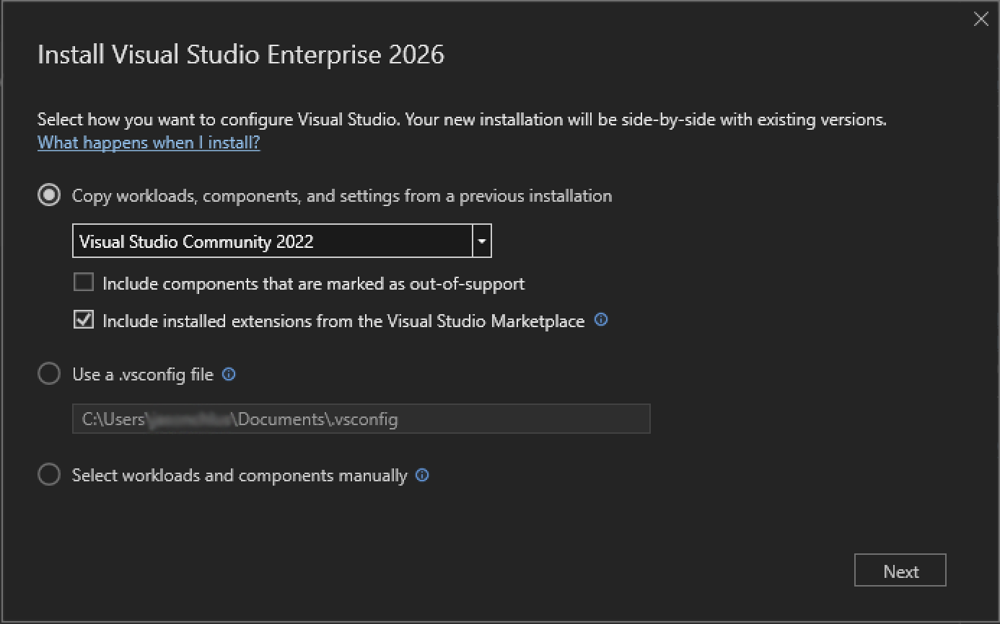 Install Visual Studio Enterprise 2026
Select how you want to configure Visual Studio. Your new installation will be side-by-side with existing versions.
What happens when I install?
Copy workloads, components, and settings from a previous installation
Visual Studio Community 2022
Include components that are marked as out-of-support
Include installed extensions from the Visual Studio Marketplace
Use a .vsconfig file
C:\Users\ \Documents\.vsconfig
Select workloads and components manually
Next